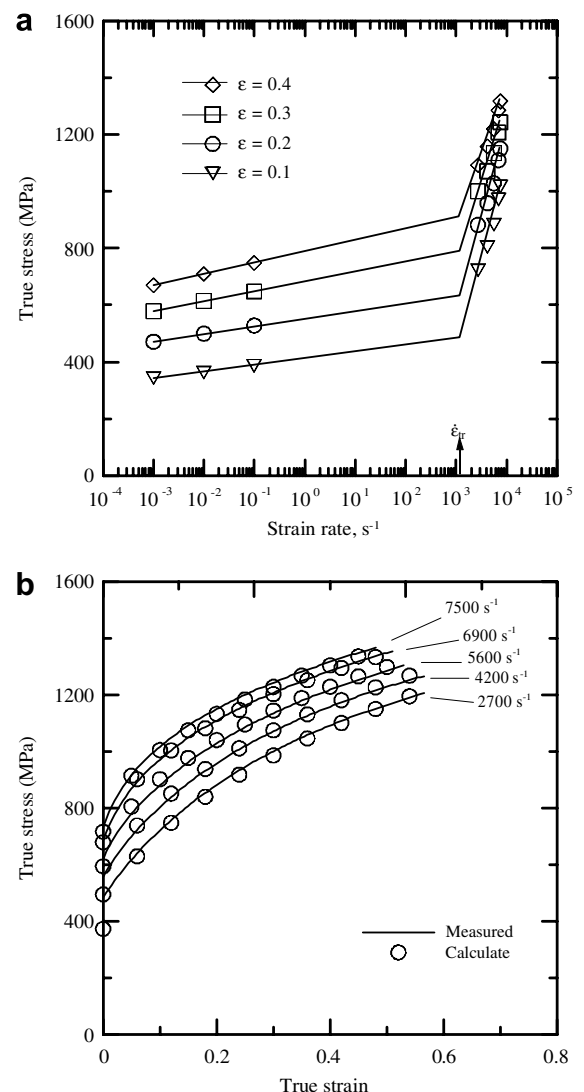 a
1600
1200
800
400
0
True stress (MPa)
ε = 0.4
ε = 0.3
ε = 0.2
ε = 0.1
ε̇tr
10⁻⁴ 10⁻³ 10⁻² 10⁻¹ 10⁰ 10¹ 10² 10³ 10⁴ 10⁵
Strain rate, s⁻¹
b
1600
1200
800
400
0
True stress (MPa)
7500 s⁻¹
6900 s⁻¹
5600 s⁻¹
4200 s⁻¹
2700 s⁻¹
Measured
Calculate
0 0.2 0.4 0.6 0.8
True strain